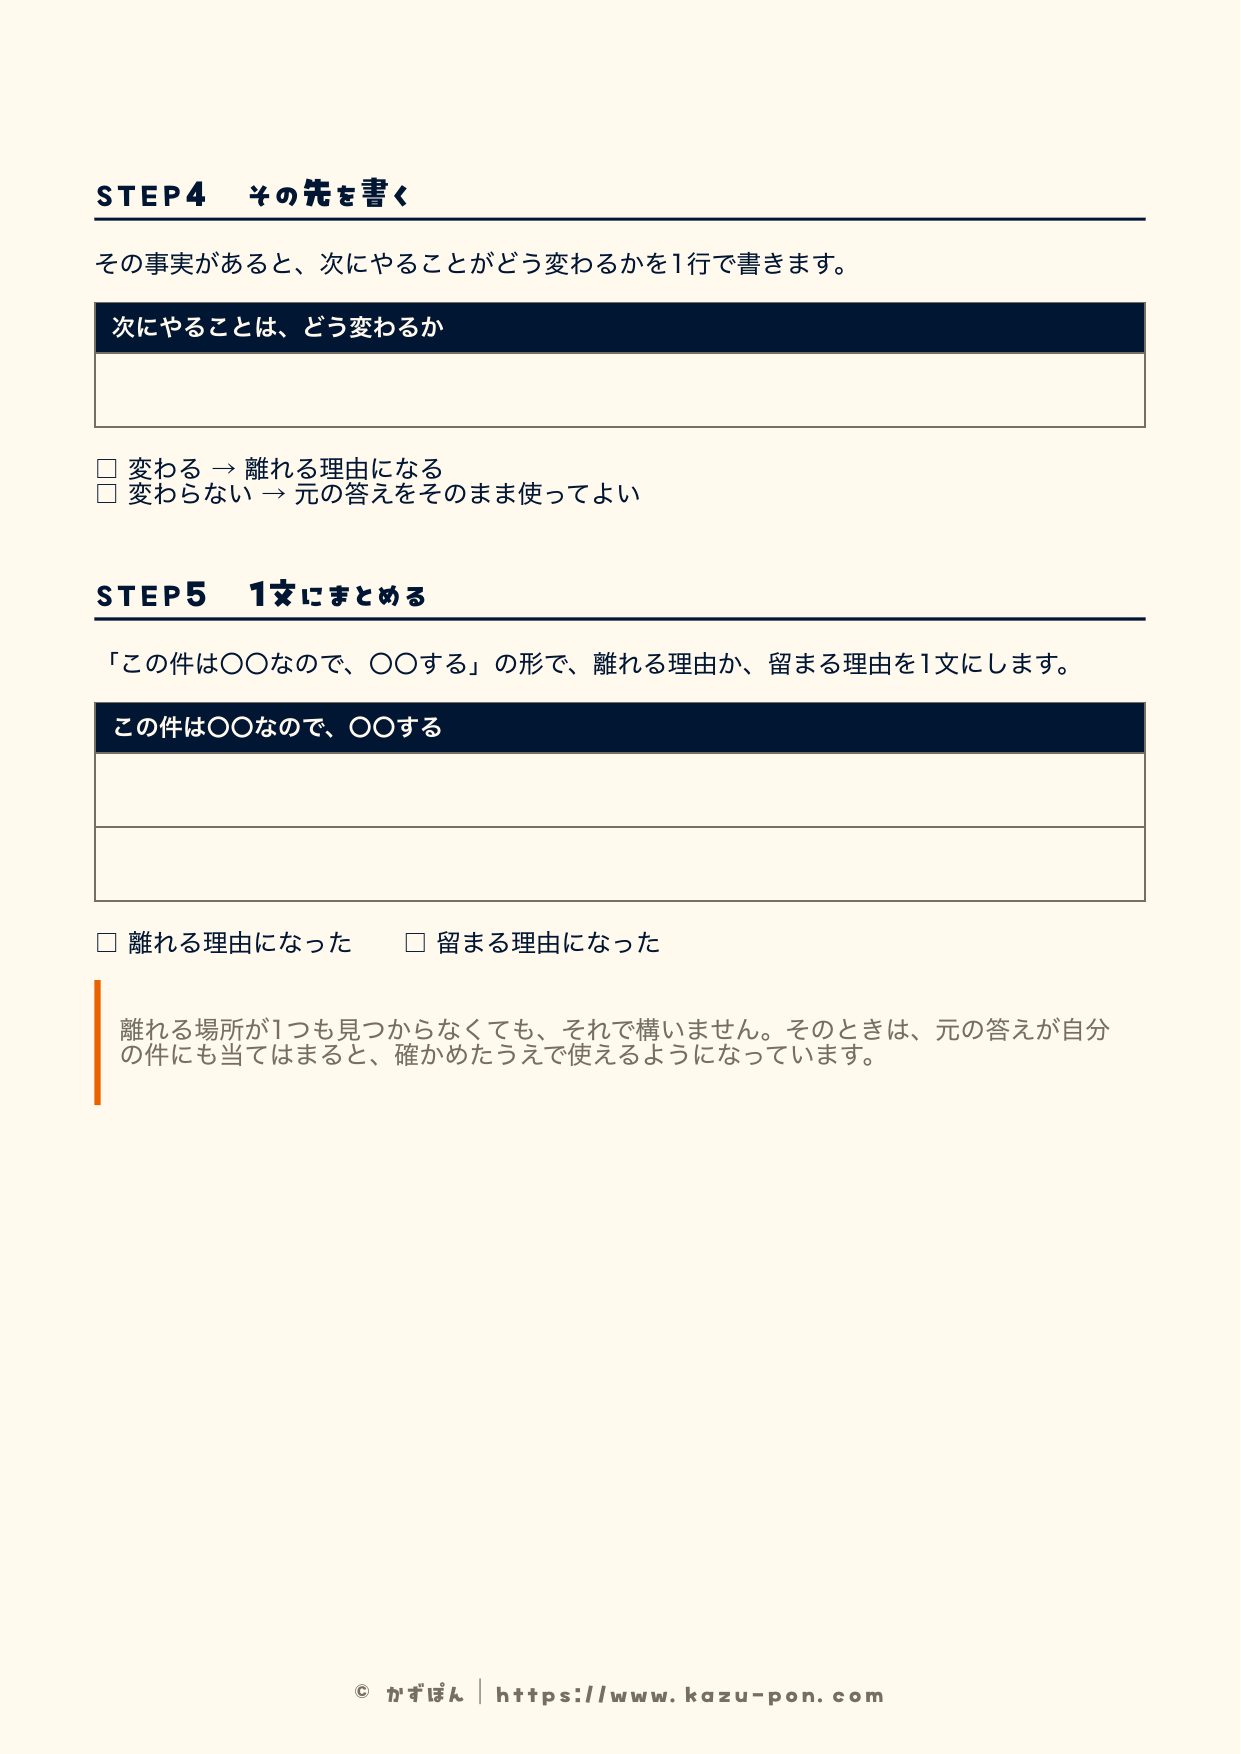 STEP4 その先を書く
その事実があると、次にやることがどう変わるかを1行で書きます。
次にやることは、どう変わるか
□ 変わる → 離れる理由になる
□ 変わらない → 元の答えをそのまま使ってよい
STEP5 1文にまとめる
「この件は〇〇なので、〇〇する」の形で、離れる理由か、留まる理由を1文にします。
この件は〇〇なので、〇〇する
□ 離れる理由になった □ 留まる理由になった
離れる場所が1つも見つからなくても、それで構いません。そのときは、元の答えが自分
の件にも当てはまると、確かめたうえで使えるようになっています。
© かずぽん｜https://www.kazu-pon.com